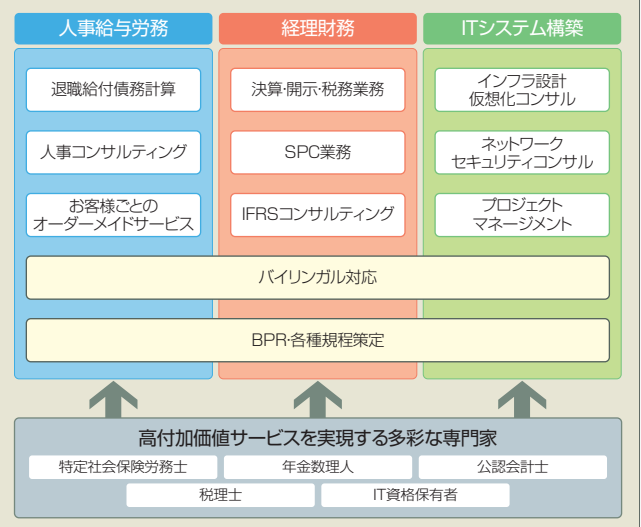 人事給与労務
経理財務
ITシステム構築
退職給付債務計算
決算・開示・税務業務
インフラ設計
仮想化コンサル
人事コンサルティング
SPC業務
ネットワーク
セキュリティコンサル
お客様ごとの
オーダーメイドサービス
IFRSコンサルティング
プロジェクト
マネージメント
バイリンガル対応
BPR・各種規程策定
高付加価値サービスを実現する多彩な専門家
特定社会保険労務士
年金数理人
公認会計士
税理士
IT資格保有者